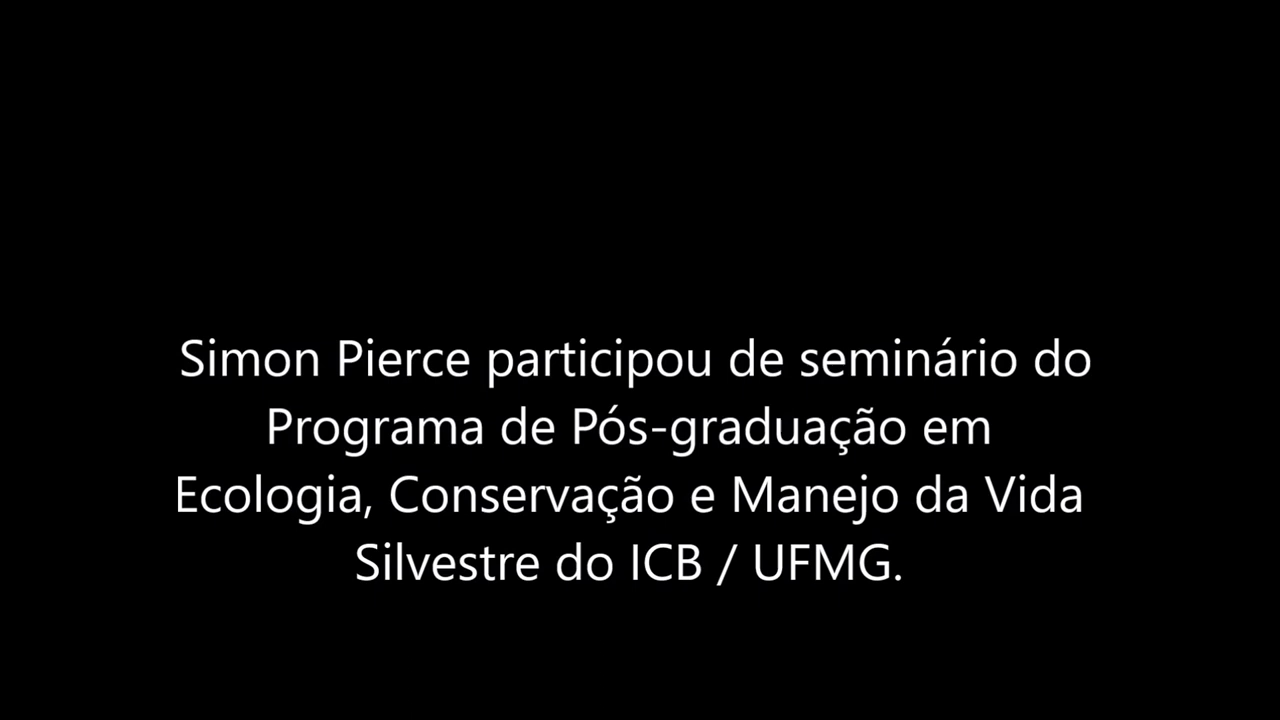 Simon Pierce participou de seminário do
Programa de Pós-graduação em
Ecologia, Conservação e Manejo da Vida
Silvestre do ICB / UFMG.